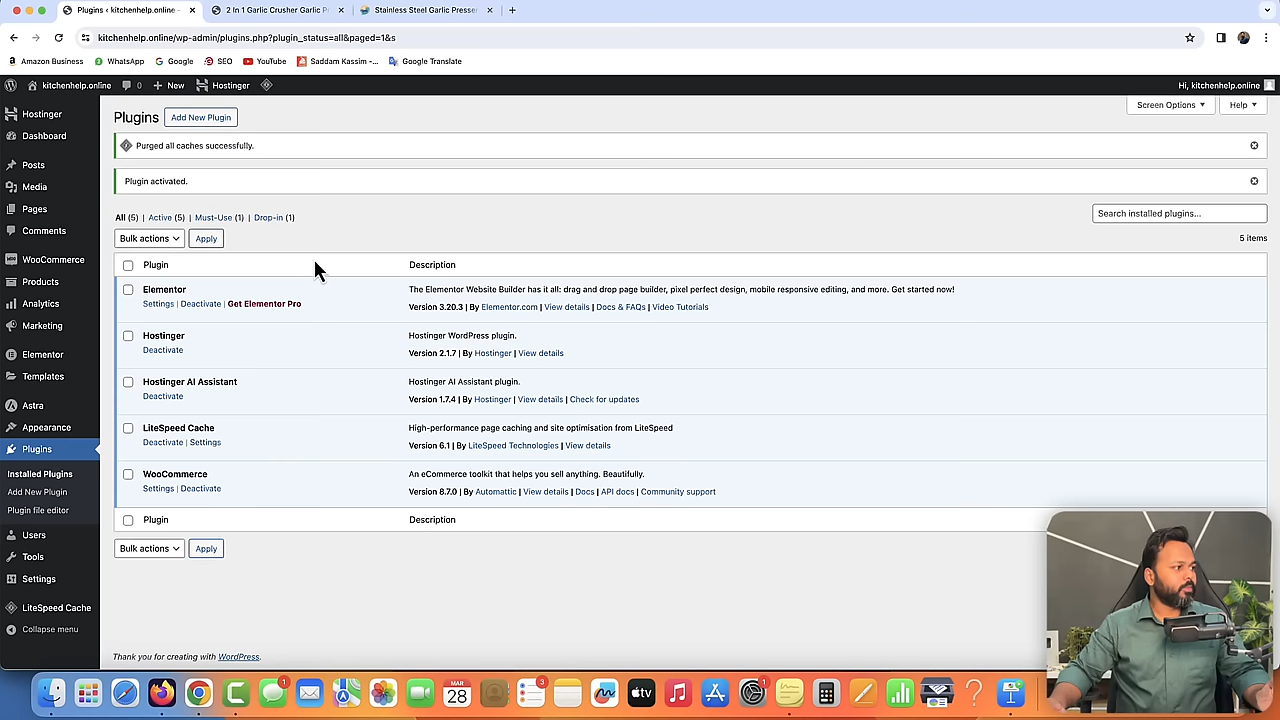 Plugins ‹ kitchenhelp.online
2 In 1 Garlic Crusher Garlic P
Stainless Steel Garlic Presser
kitchenhelp.online/wp-admin/plugins.php?plugin_status=all&paged=1&s
Amazon Business
WhatsApp
Google
SEO
YouTube
Saddam Kassim -...
Google Translate
kitchenhelp.online
0
New
Hostinger
Hi, kitchenhelp.online
Hostinger
Dashboard
Posts
Media
Pages
Comments
WooCommerce
Products
Analytics
Marketing
Elementor
Templates
Astra
Appearance
Plugins
Installed Plugins
Add New Plugin
Plugin file editor
Users
Tools
Settings
LiteSpeed Cache
Collapse menu
Plugins
Add New Plugin
Screen Options
Help
Purged all caches successfully.
Plugin activated.
All (5) | Active (5) | Must-Use (1) | Drop-in (1)
Search installed plugins...
Bulk actions
Apply
5 items
Plugin
Description
Elementor
The Elementor Website Builder has it all: drag and drop page builder, pixel perfect design, mobile responsive editing, and more. Get started now!
Settings | Deactivate | Get Elementor Pro
Version 3.20.3 | By Elementor.com | View details | Docs & FAQs | Video Tutorials
Hostinger
Hostinger WordPress plugin.
Deactivate
Version 2.1.7 | By Hostinger | View details
Hostinger AI Assistant
Hostinger AI Assistant plugin.
Deactivate
Version 1.7.4 | By Hostinger | View details | Check for updates
LiteSpeed Cache
High-performance page caching and site optimisation from LiteSpeed
Deactivate | Settings
Version 6.1 | By LiteSpeed Technologies | View details
WooCommerce
An eCommerce toolkit that helps you sell anything. Beautifully.
Settings | Deactivate
Version 8.7.0 | By Automattic | View details | Docs | API docs | Community support
Plugin
Description
Bulk actions
Apply
Thank you for creating with WordPress.
1
MAR
28
3
tv
1